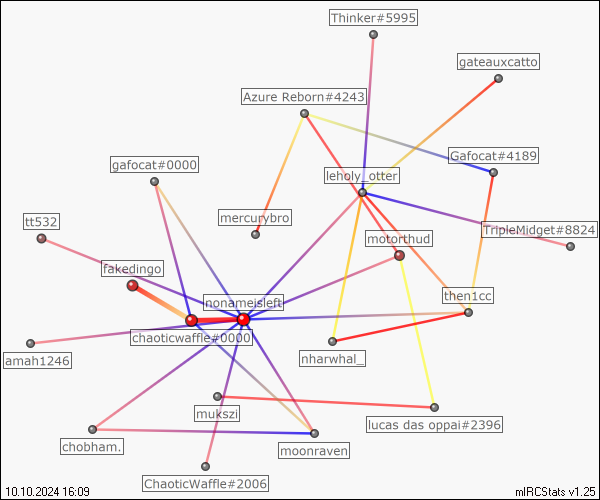 Thinker#5995
gateauxcatto
Azure Reborn#4243
gafocat#0000
Gafocat#4189
leholy_otter
mercurybro
tt532
TripleMidget#8824
motorthud
fakedingo
nonameisleft
then1cc
chaoticwaffle#0000
amah1246
nharwhal_
mukszi
lucas das oppai#2396
chobham.
moonraven
ChaoticWaffle#2006
10.10.2024 16:09
mIRCStats v1.25